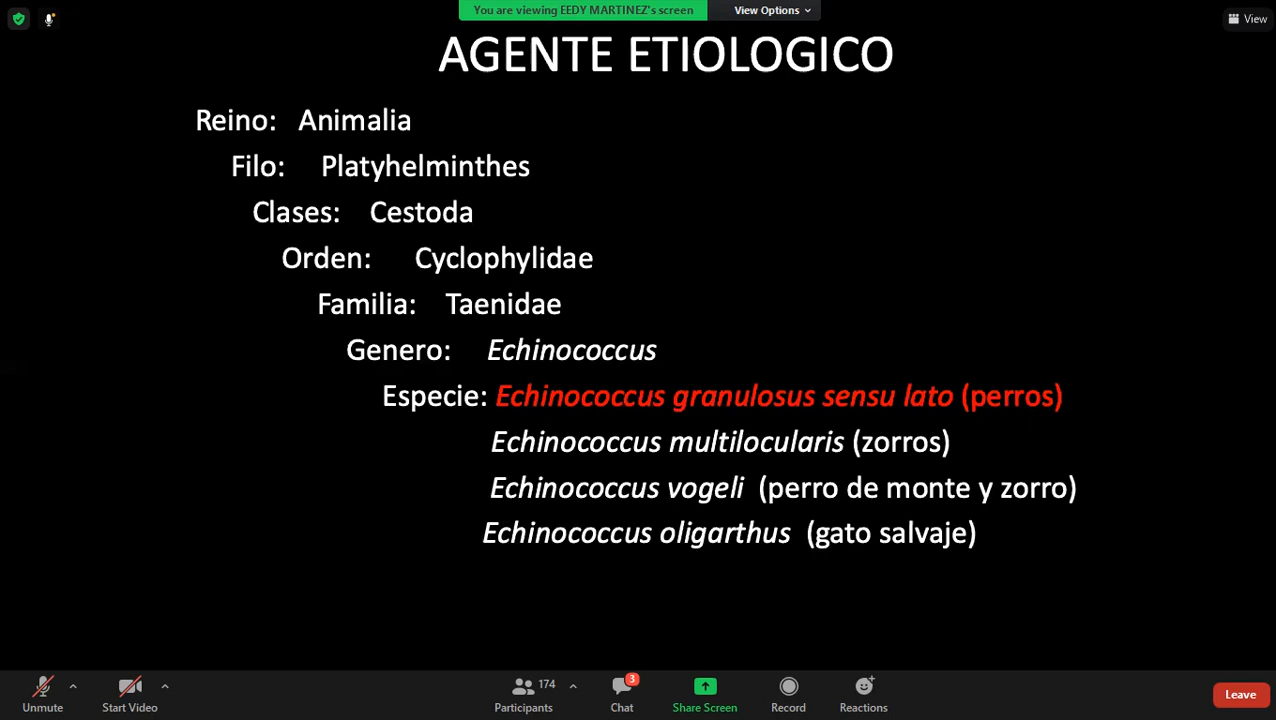 You are viewing EEDY MARTINEZ's screen
View Options
View
AGENTE ETIOLOGICO
Reino: Animalia
Filo: Platyhelminthes
Clases: Cestoda
Orden: Cyclophylidae
Familia: Taenidae
Genero: Echinococcus
Especie: Echinococcus granulosus sensu lato (perros)
Echinococcus multilocularis (zorros)
Echinococcus vogeli (perro de monte y zorro)
Echinococcus oligarthus (gato salvaje)
Unmute
Start Video
174
Participants
3
Chat
Share Screen
Record
Reactions
Leave